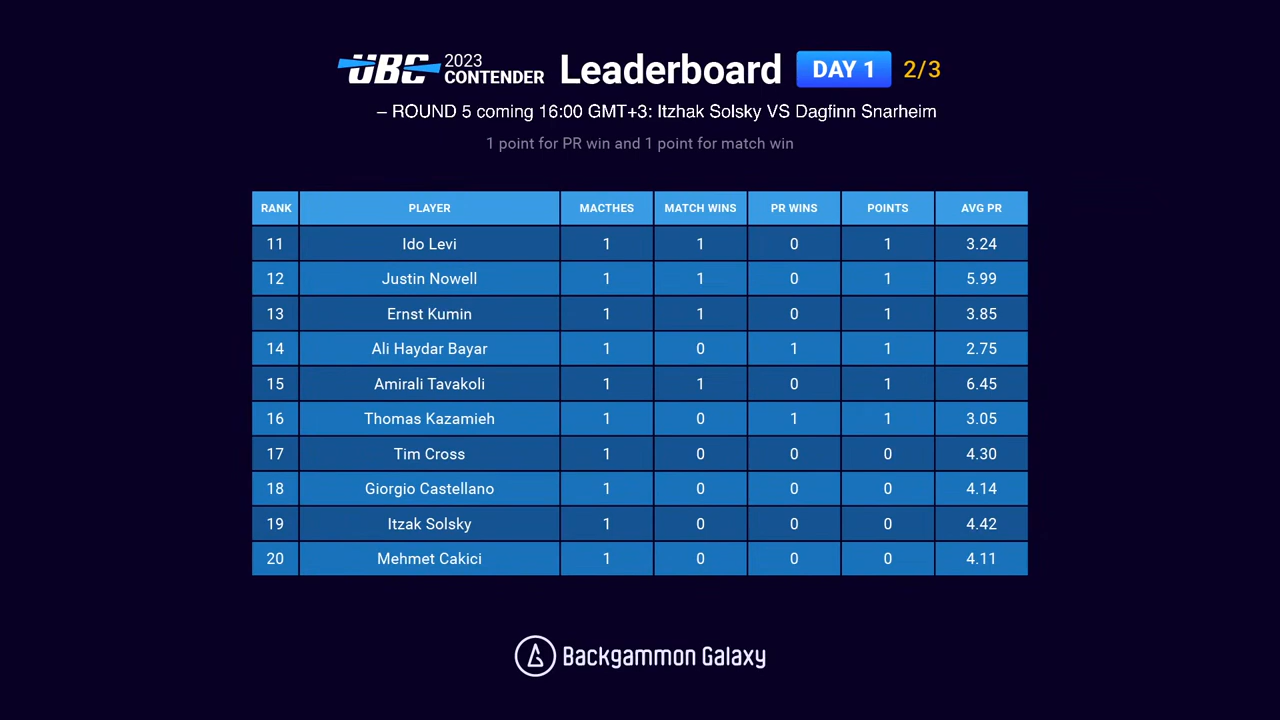 UBC 2023 CONTENDER Leaderboard DAY 1 2/3
– ROUND 5 coming 16:00 GMT+3: Itzhak Solsky VS Dagfinn Snarheim
1 point for PR win and 1 point for match win
RANK PLAYER MACTHES MATCH WINS PR WINS POINTS AVG PR
11 Ido Levi 1 1 0 1 3.24
12 Justin Nowell 1 1 0 1 5.99
13 Ernst Kumin 1 1 0 1 3.85
14 Ali Haydar Bayar 1 0 1 1 2.75
15 Amirali Tavakoli 1 1 0 1 6.45
16 Thomas Kazamieh 1 0 1 1 3.05
17 Tim Cross 1 0 0 0 4.30
18 Giorgio Castellano 1 0 0 0 4.14
19 Itzak Solsky 1 0 0 0 4.42
20 Mehmet Cakici 1 0 0 0 4.11
Backgammon Galaxy